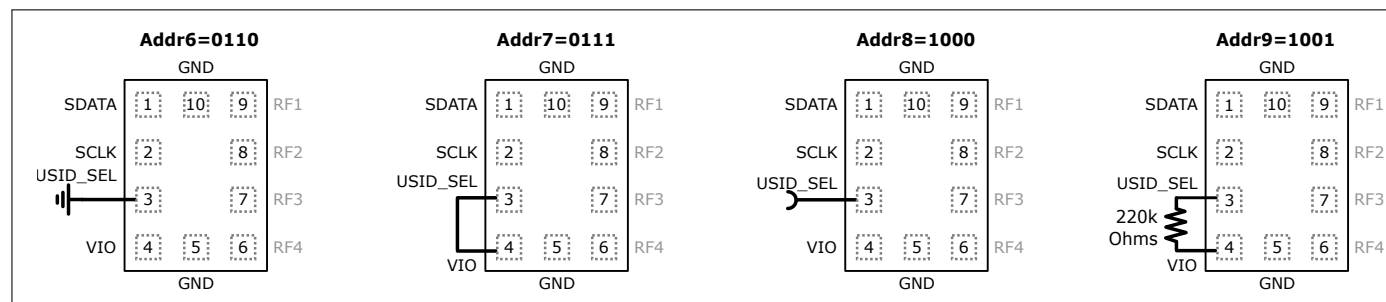 Addr6=0110
GND
SDATA 1 10 9 RF1
SCLK 2 8 RF2
USID_SEL
3 7 RF3
VIO 4 5 6 RF4
GND
Addr7=0111
GND
SDATA 1 10 9 RF1
SCLK 2 8 RF2
USID_SEL
3 7 RF3
4 5 6 RF4
VIO
GND
Addr8=1000
GND
SDATA 1 10 9 RF1
SCLK 2 8 RF2
USID_SEL
3 7 RF3
VIO 4 5 6 RF4
GND
Addr9=1001
GND
SDATA 1 10 9 RF1
SCLK 2 8 RF2
USID_SEL
3 7 RF3
220k
Ohms
4 5 6 RF4
VIO
GND